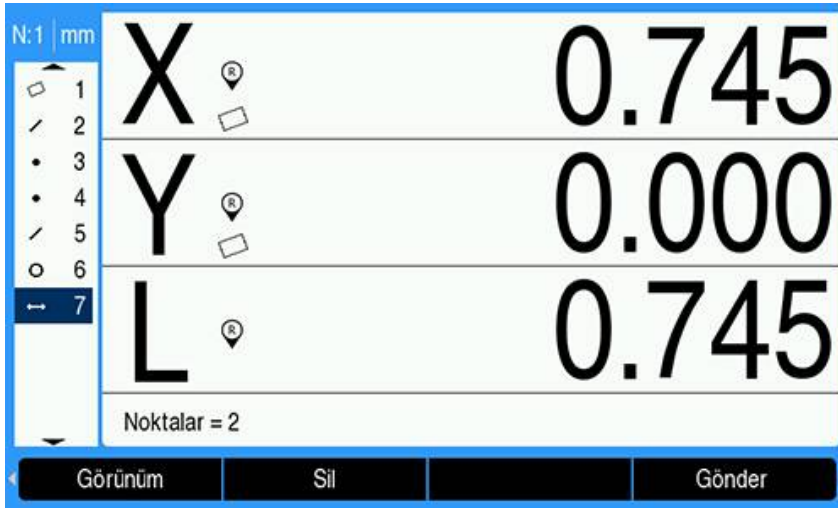 N:1 mm
1
2
3
4
5
6
7
X R 0.745
Y R 0.000
L R 0.745
Noktalar = 2
Görünüm Sil Gönder